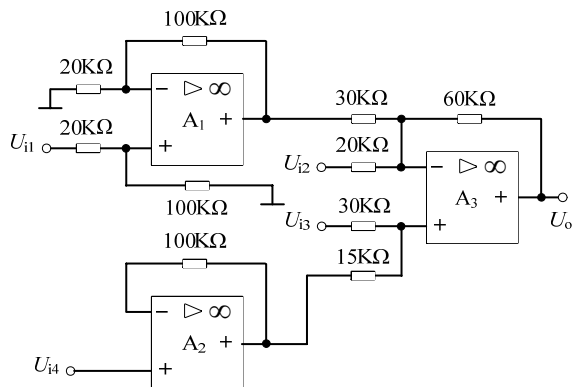 100KΩ
20KΩ
− ▷ ∞
A1 +
+
20KΩ
Ui1
100KΩ
30KΩ
60KΩ
20KΩ
Ui2
− ▷ ∞
A3 +
+
Uo
30KΩ
Ui3
15KΩ
100KΩ
− ▷ ∞
A2 +
+
Ui4